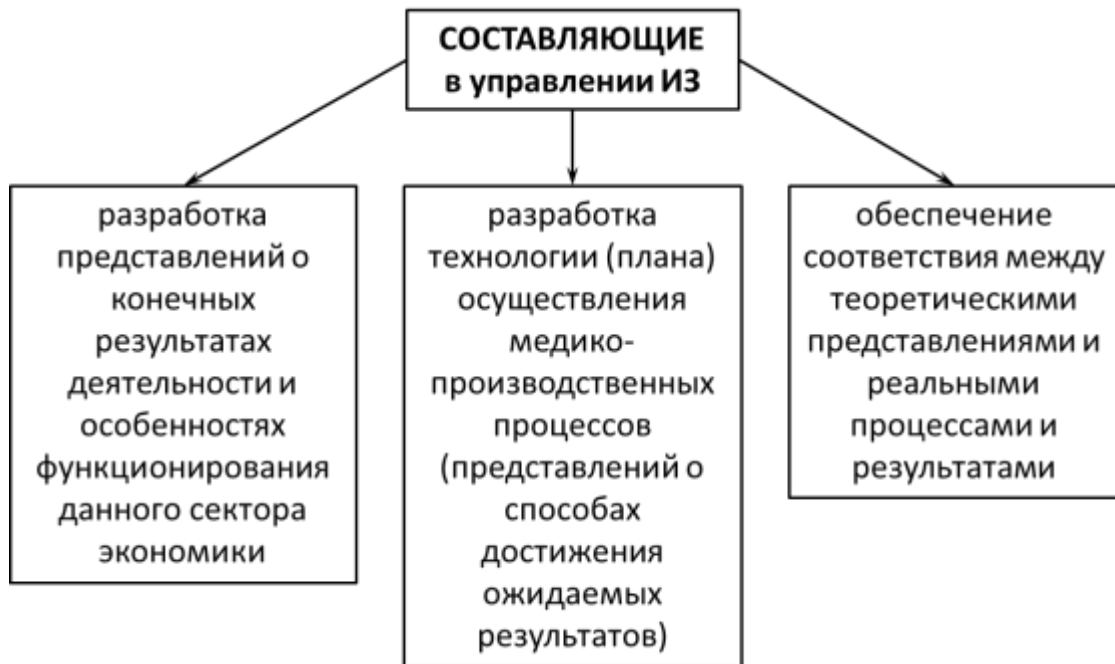 СОСТАВЛЯЮЩИЕ
в управлении ИЗ
разработка
представлений о
конечных
результатах
деятельности и
особенностях
функционирования
данного сектора
экономики
разработка
технологии (плана)
осуществления
медико-
производственных
процессов
(представлений о
способах
достижения
ожидаемых
результатов)
обеспечение
соответствия между
теоретическими
представлениями и
реальными
процессами и
результатами